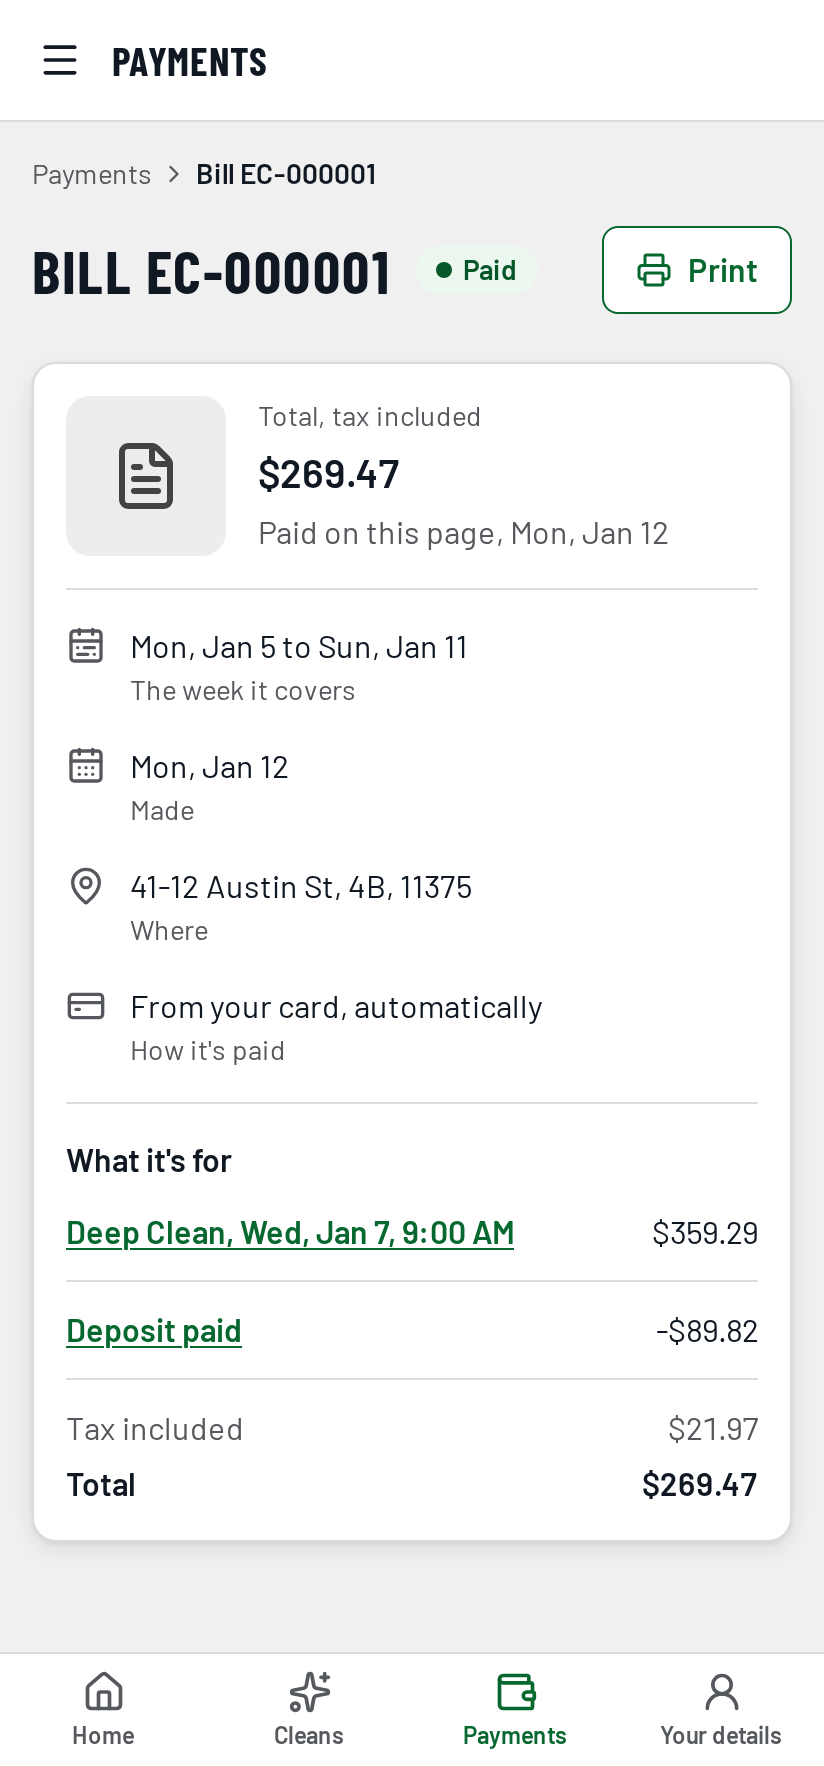 PAYMENTS
Payments > Bill EC-000001
BILL EC-000001
Paid
Print
Total, tax included
$269.47
Paid on this page, Mon, Jan 12
Mon, Jan 5 to Sun, Jan 11
The week it covers
Mon, Jan 12
Made
41-12 Austin St, 4B, 11375
Where
From your card, automatically
How it's paid
What it's for
Deep Clean, Wed, Jan 7, 9:00 AM $359.29
Deposit paid -$89.82
Tax included $21.97
Total $269.47
Home Cleans Payments Your details